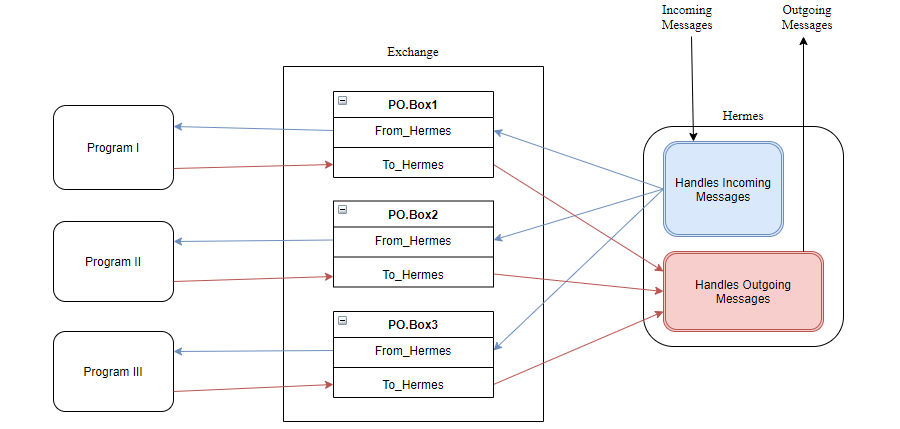 Incoming
Messages
Outgoing
Messages
Exchange
Hermes
PO.Box1
From_Hermes
To_Hermes
Program I
Handles Incoming
Messages
PO.Box2
From_Hermes
To_Hermes
Program II
Handles Outgoing
Messages
PO.Box3
From_Hermes
To_Hermes
Program III